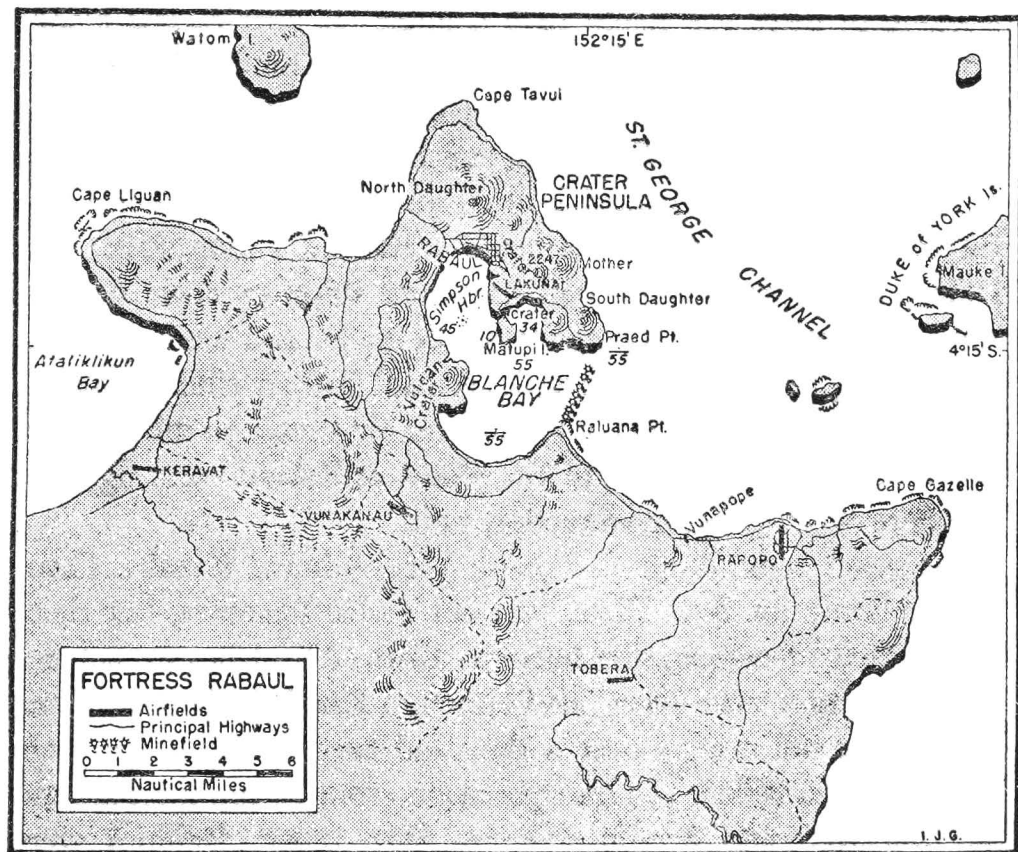 Watom I.
152°15' E
Cape Tavui
ST. GEORGE
CHANNEL
North Daughter
CRATER
PENINSULA
Cape Liguan
DUKE of YORK Is.
RABAUL
Crater
2247
Mother
Mauke I.
Simpson Hbr.
LAKUNAI
South Daughter
45
crater
34
10
Matupi I.
Praed Pt.
4°15' S.
55
55
Ataliklikun
Bay
Vulcan
Crater
BLANCHE
BAY
55
Raluana Pt.
KERAVAT
Cape Gazelle
VUNAKANAU
Vunapope
RAPOPO
TOBERA
FORTRESS RABAUL
Airfields
Principal Highways
Minefield
0 1 2 3 4 5 6
Nautical Miles
I. J. G.